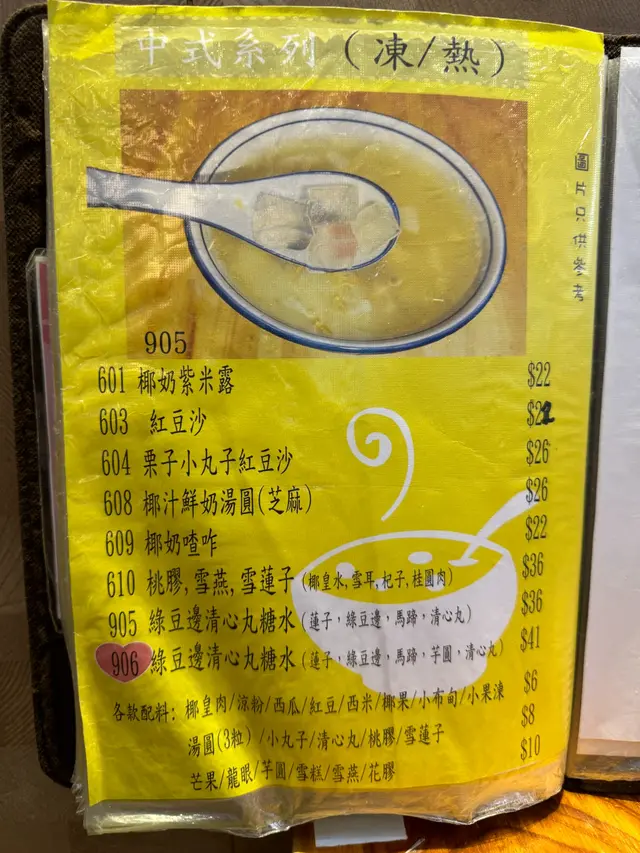 中式系列(凍/熱)
圖片只供參考
905
601 椰奶紫米露 $22
603 紅豆沙
604 栗子小丸子紅豆沙 $26
608 椰汁鮮奶湯圓(芝麻) $26
609 椰奶喳咋 $22
610 桃膠,雪燕,雪蓮子(椰皇水,雪耳,杞子,桂圓肉) $36
905 綠豆邊清心丸糖水(蓮子,綠豆邊,馬蹄,清心丸) $36
906 綠豆邊清心丸糖水(蓮子,綠豆邊,馬蹄,芋圓,清心丸) $41
各款配料: 椰皇肉/涼粉/西瓜/紅豆/西米/椰果/小布甸/小果凍 $6
湯圓(3粒)/小丸子/清心丸/桃膠/雪蓮子 $8
芒果/龍眼/芋圓/雪糕/雪燕/花膠 $10